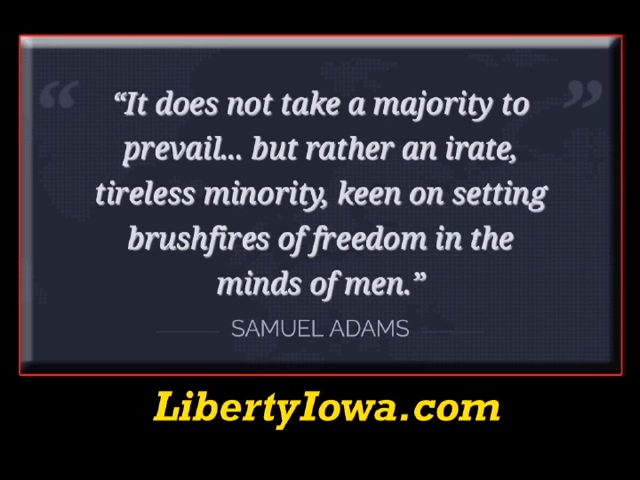 “It does not take a majority to
prevail... but rather an irate,
tireless minority, keen on setting
brushfires of freedom in the
minds of men.”
SAMUEL ADAMS
LibertyIowa.com